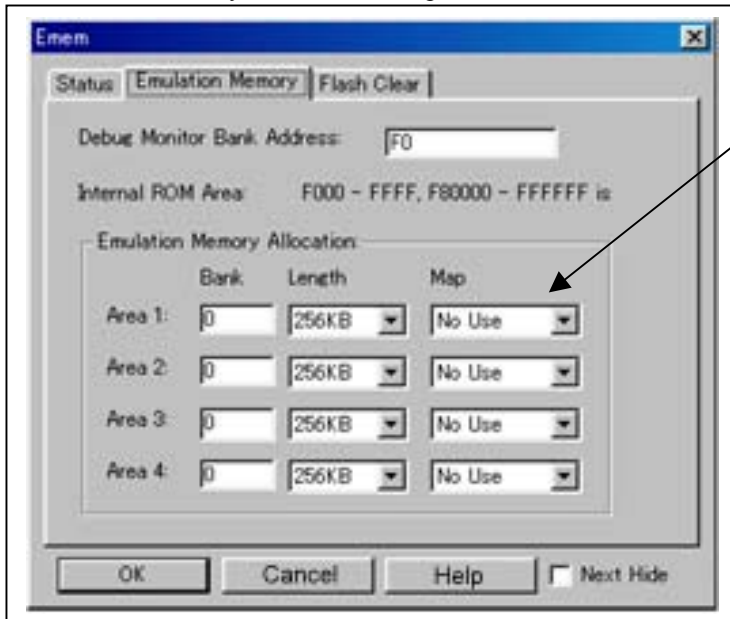 Emem
Status Emulation Memory Flash Clear
Debug Monitor Bank Address: F0
Internal ROM Area: F000 - FFFF, F80000 - FFFFFF is
Emulation Memory Allocation:
Bank Length Map
Area 1: 0 256KB No Use
Area 2: 0 256KB No Use
Area 3: 0 256KB No Use
Area 4: 0 256KB No Use
OK Cancel Help Next Hide